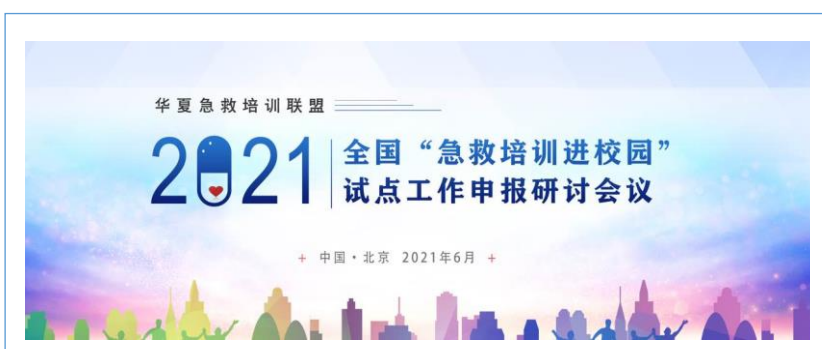 华夏急救培训联盟
2021
全国“急救培训进校园”
试点工作申报研讨会议
+ 中国·北京 2021年6月 +